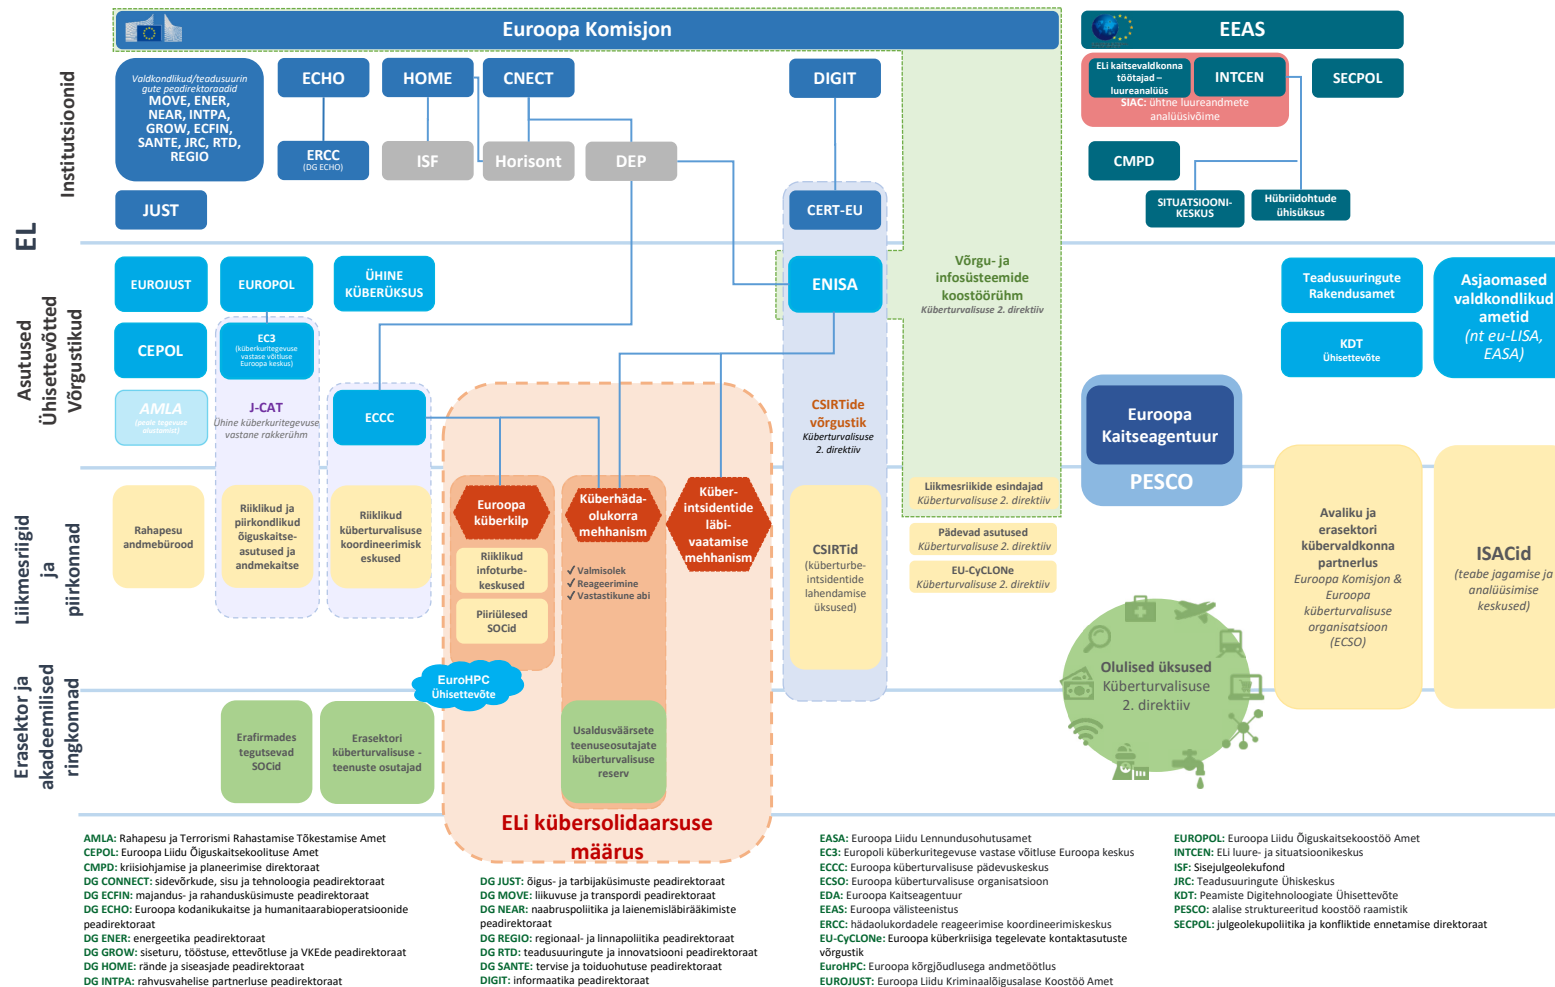 Euroopa Komisjon
EEAS
EL
Institutsioonid
Valdkondlikud/teadusuurin
gute peadirektoraadid
MOVE, ENER,
NEAR, INTPA,
GROW, ECFIN,
SANTE, JRC, RTD,
REGIO
ECHO
HOME
CNECT
DIGIT
ELi kaitsevaldkonna
töötajad –
luureanalüüs
INTCEN
SIAC: ühtne luureandmete
analüüsivõime
SECPOL
ERCC
(DG ECHO)
ISF
Horisont
DEP
CMPD
JUST
CERT-EU
SITUATSIOONI-
KESKUS
Hübriidohtude
ühisüksus
Asutused
Ühisettevõtted
Võrgustikud
EUROJUST
EUROPOL
ÜHINE
KÜBERÜKSUS
ENISA
Võrgu- ja
infosüsteemide
koostöörühm
Küberturvalisuse 2. direktiiv
Teadusuuringute
Rakendusamet
Asjaomased
valdkondlikud
ametid
(nt eu-LISA,
EASA)
CEPOL
EC3
(küberkuritegevuse
vastase võitluse
Euroopa keskus)
KDT
Ühisettevõte
AMLA
(peale tegevuse
alustamist)
J-CAT
Ühine küberkuritegevuse
vastane rakkerühm
ECCC
CSIRTide
võrgustik
Küberturvalisuse
2. direktiiv
Euroopa
Kaitseagentuur
PESCO
Liikmesriigid
ja
piirkonnad
Rahapesu
andmebürood
Riiklikud ja
piirkondlikud
õiguskaitse-
asutused ja
andmekaitse
Riiklikud
küberturvalisuse
koordineerimisk
eskused
Euroopa
küberkilp
Riiklikud
infoturbe-
keskused
Piiriülesed
SOCid
Küberhäda-
olukorra
mehhanism
✓ Valmisolek
✓ Reageerimine
✓ Vastastikune abi
Küber-
intsidentide
läbi-
vaatamise
mehhanism
CSIRTid
(küberturbe-
intsidentide
lahendamise
üksused)
Liikmesriikide esindajad
Küberturvalisuse 2. direktiiv
Pädevad asutused
Küberturvalisuse 2. direktiiv
EU-CyCLONe
Küberturvalisuse 2. direktiiv
Avaliku ja
erasektori
kübervaldkonna
partnerlus
Euroopa Komisjon &
Euroopa
küberturvalisuse
organisatsioon
(ECSO)
ISACid
(teabe jagamise ja
analüüsimise
keskused)
Olulised üksused
Küberturvalisuse
2. direktiiv
EuroHPC
Ühisettevõte
Erasektor ja
akadeemilised
ringkonnad
Erafirmades
tegutsevad
SOCid
Erasektori
küberturvalisuse -
teenuste osutajad
Usaldusväärsete
teenuseosutajate
küberturvalisuse
reserv
ELi kübersolidaarsuse
määrus
AMLA: Rahapesu ja Terrorismi Rahastamise Tõkestamise Amet
CEPOL: Euroopa Liidu Õiguskaitsekoolituse Amet
CMPD: kriisiohjamise ja planeerimise direktoraat
DG CONNECT: sidevõrkude, sisu ja tehnoloogia peadirektoraat
DG ECFIN: majandus- ja rahandusküsimuste peadirektoraat
DG ECHO: Euroopa kodanikukaitse ja humanitaarabioperatsioonide
peadirektoraat
DG ENER: energeetika peadirektoraat
DG GROW: siseturu, tööstuse, ettevõtluse ja VKEde peadirektoraat
DG HOME: rände ja siseasjade peadirektoraat
DG INTPA: rahvusvahelise partnerluse peadirektoraat
DG JUST: õigus- ja tarbijaküsimuste peadirektoraat
DG MOVE: liikuvuse ja transpordi peadirektoraat
DG NEAR: naabruspoliitika ja laienemisläbirääkimiste
peadirektoraat
DG REGIO: regionaal- ja linnapoliitika peadirektoraat
DG RTD: teadusuuringute ja innovatsiooni peadirektoraat
DG SANTE: tervise ja toiduohutuse peadirektoraat
DIGIT: informaatika peadirektoraat
EASA: Euroopa Liidu Lennundusohutusamet
EC3: Europoli küberkuritegevuse vastase võitluse Euroopa keskus
ECCC: Euroopa küberturvalisuse pädevuskeskus
ECSO: Euroopa küberturvalisuse organisatsioon
EDA: Euroopa Kaitseagentuur
EEAS: Euroopa välisteenistus
ERCC: hädaolukordadele reageerimise koordineerimiskeskus
EU-CyCLONe: Euroopa küberkriisiga tegelevate kontaktasutuste
võrgustik
EuroHPC: Euroopa kõrgjõudlusega andmetöötlus
EUROJUST: Euroopa Liidu Kriminaalõigusalase Koostöö Amet
EUROPOL: Euroopa Liidu Õiguskaitsekoostöö Amet
INTCEN: ELi luure- ja situatsioonikeskus
ISF: Sisejulgeolekufond
JRC: Teadusuuringute Ühiskeskus
KDT: Peamiste Digitehnoloogiate Ühisettevõte
PESCO: alalise struktureeritud koostöö raamistik
SECPOL: julgeolekupoliitika ja konfliktide ennetamise direktoraat